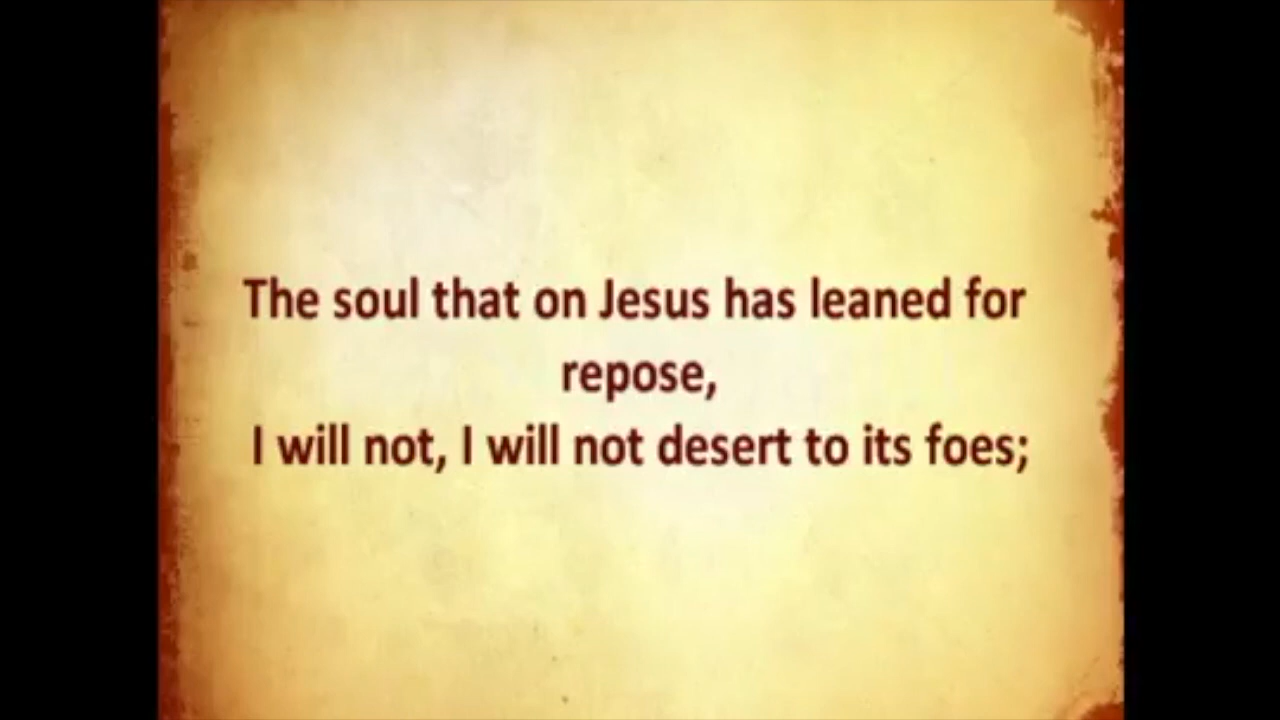 The soul that on Jesus has leaned for
repose,
I will not, I will not desert to its foes;